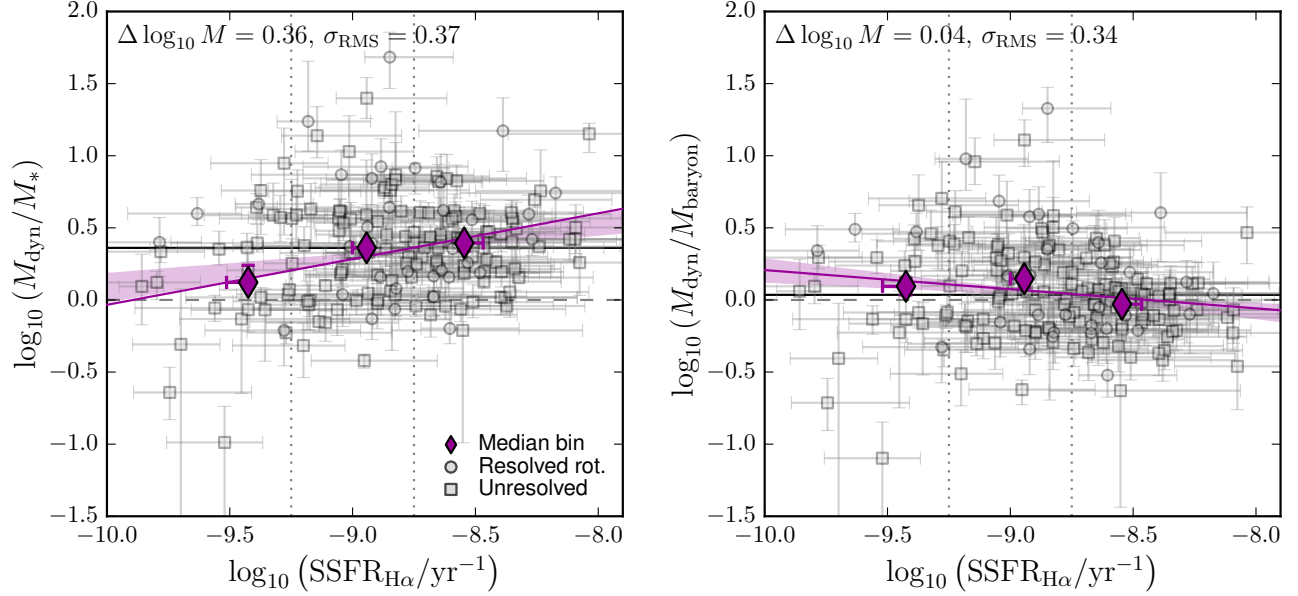 2.0
1.5
1.0
0.5
0.0
−0.5
−1.0
−1.5
log₁₀ (M_dyn/M_*)
Δ log₁₀ M = 0.36, σ_RMS = 0.37
Median bin
Resolved rot.
Unresolved
−10.0 −9.5 −9.0 −8.5 −8.0
log₁₀ (SSFR_Hα/yr⁻¹)
2.0
1.5
1.0
0.5
0.0
−0.5
−1.0
−1.5
log₁₀ (M_dyn/M_baryon)
Δ log₁₀ M = 0.04, σ_RMS = 0.34
−10.0 −9.5 −9.0 −8.5 −8.0
log₁₀ (SSFR_Hα/yr⁻¹)